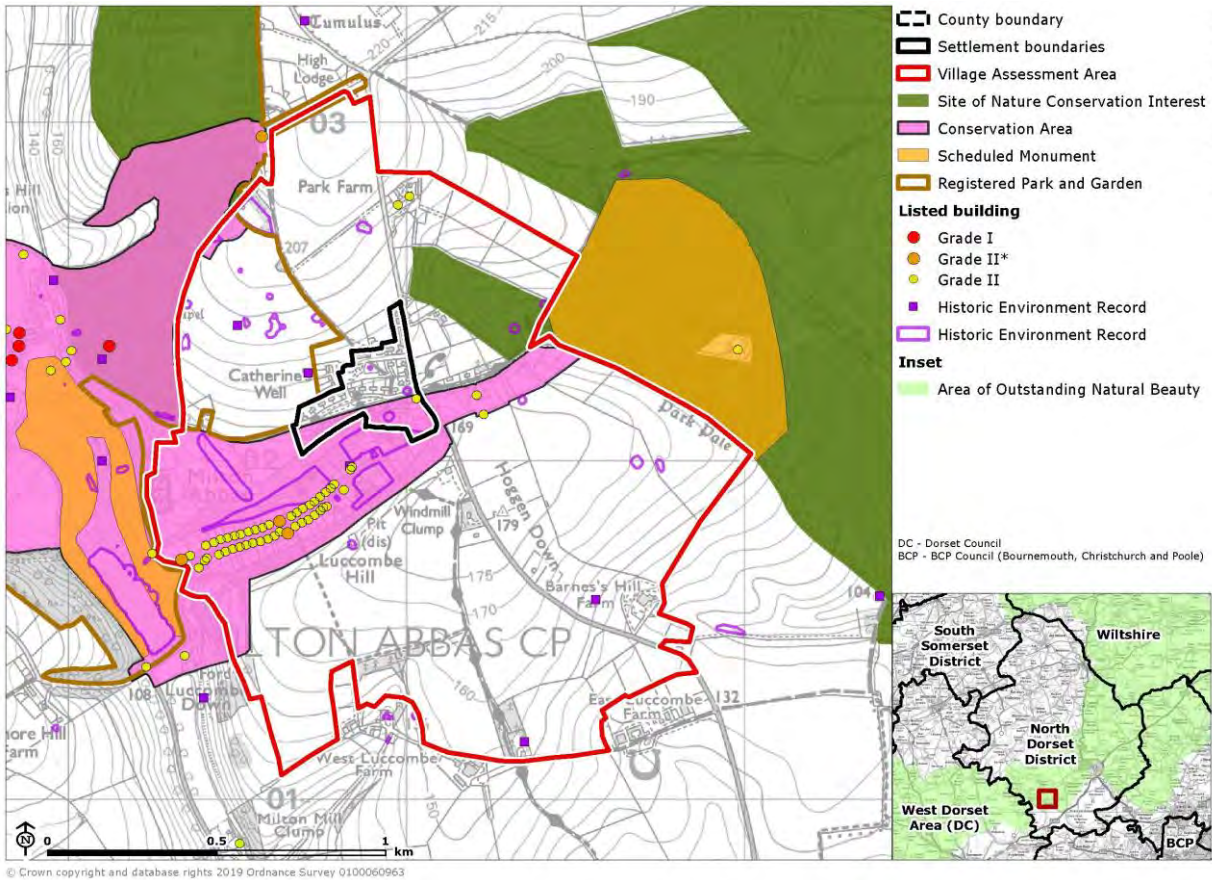 Tumulus
215
220
High
Lodge
200
190
03
140
160
Park Farm
207
Catherine's
Well
169
Park Pale
02
Windmill
Clump
179
Hoggen Down
Pit
(dis)
Luccombe
Hill
175
170
Barnes's Hill
Farm
104
LTON ABBAS CP
Ford
108
Luccombe
Down
160
132
East Luccombe
Farm
Farm
West Luccombe
Farm
150
01
Milton Mill
Clump
N
0 0.5 1
km
County boundary
Settlement boundaries
Village Assessment Area
Site of Nature Conservation Interest
Conservation Area
Scheduled Monument
Registered Park and Garden
Listed building
Grade I
Grade II*
Grade II
Historic Environment Record
Historic Environment Record
Inset
Area of Outstanding Natural Beauty
DC - Dorset Council
BCP - BCP Council (Bournemouth, Christchurch and Poole)
South
Somerset
District
Wiltshire
North
Dorset
District
West Dorset
Area (DC)
BCP
© Crown copyright and database rights 2019 Ordnance Survey 0100060963